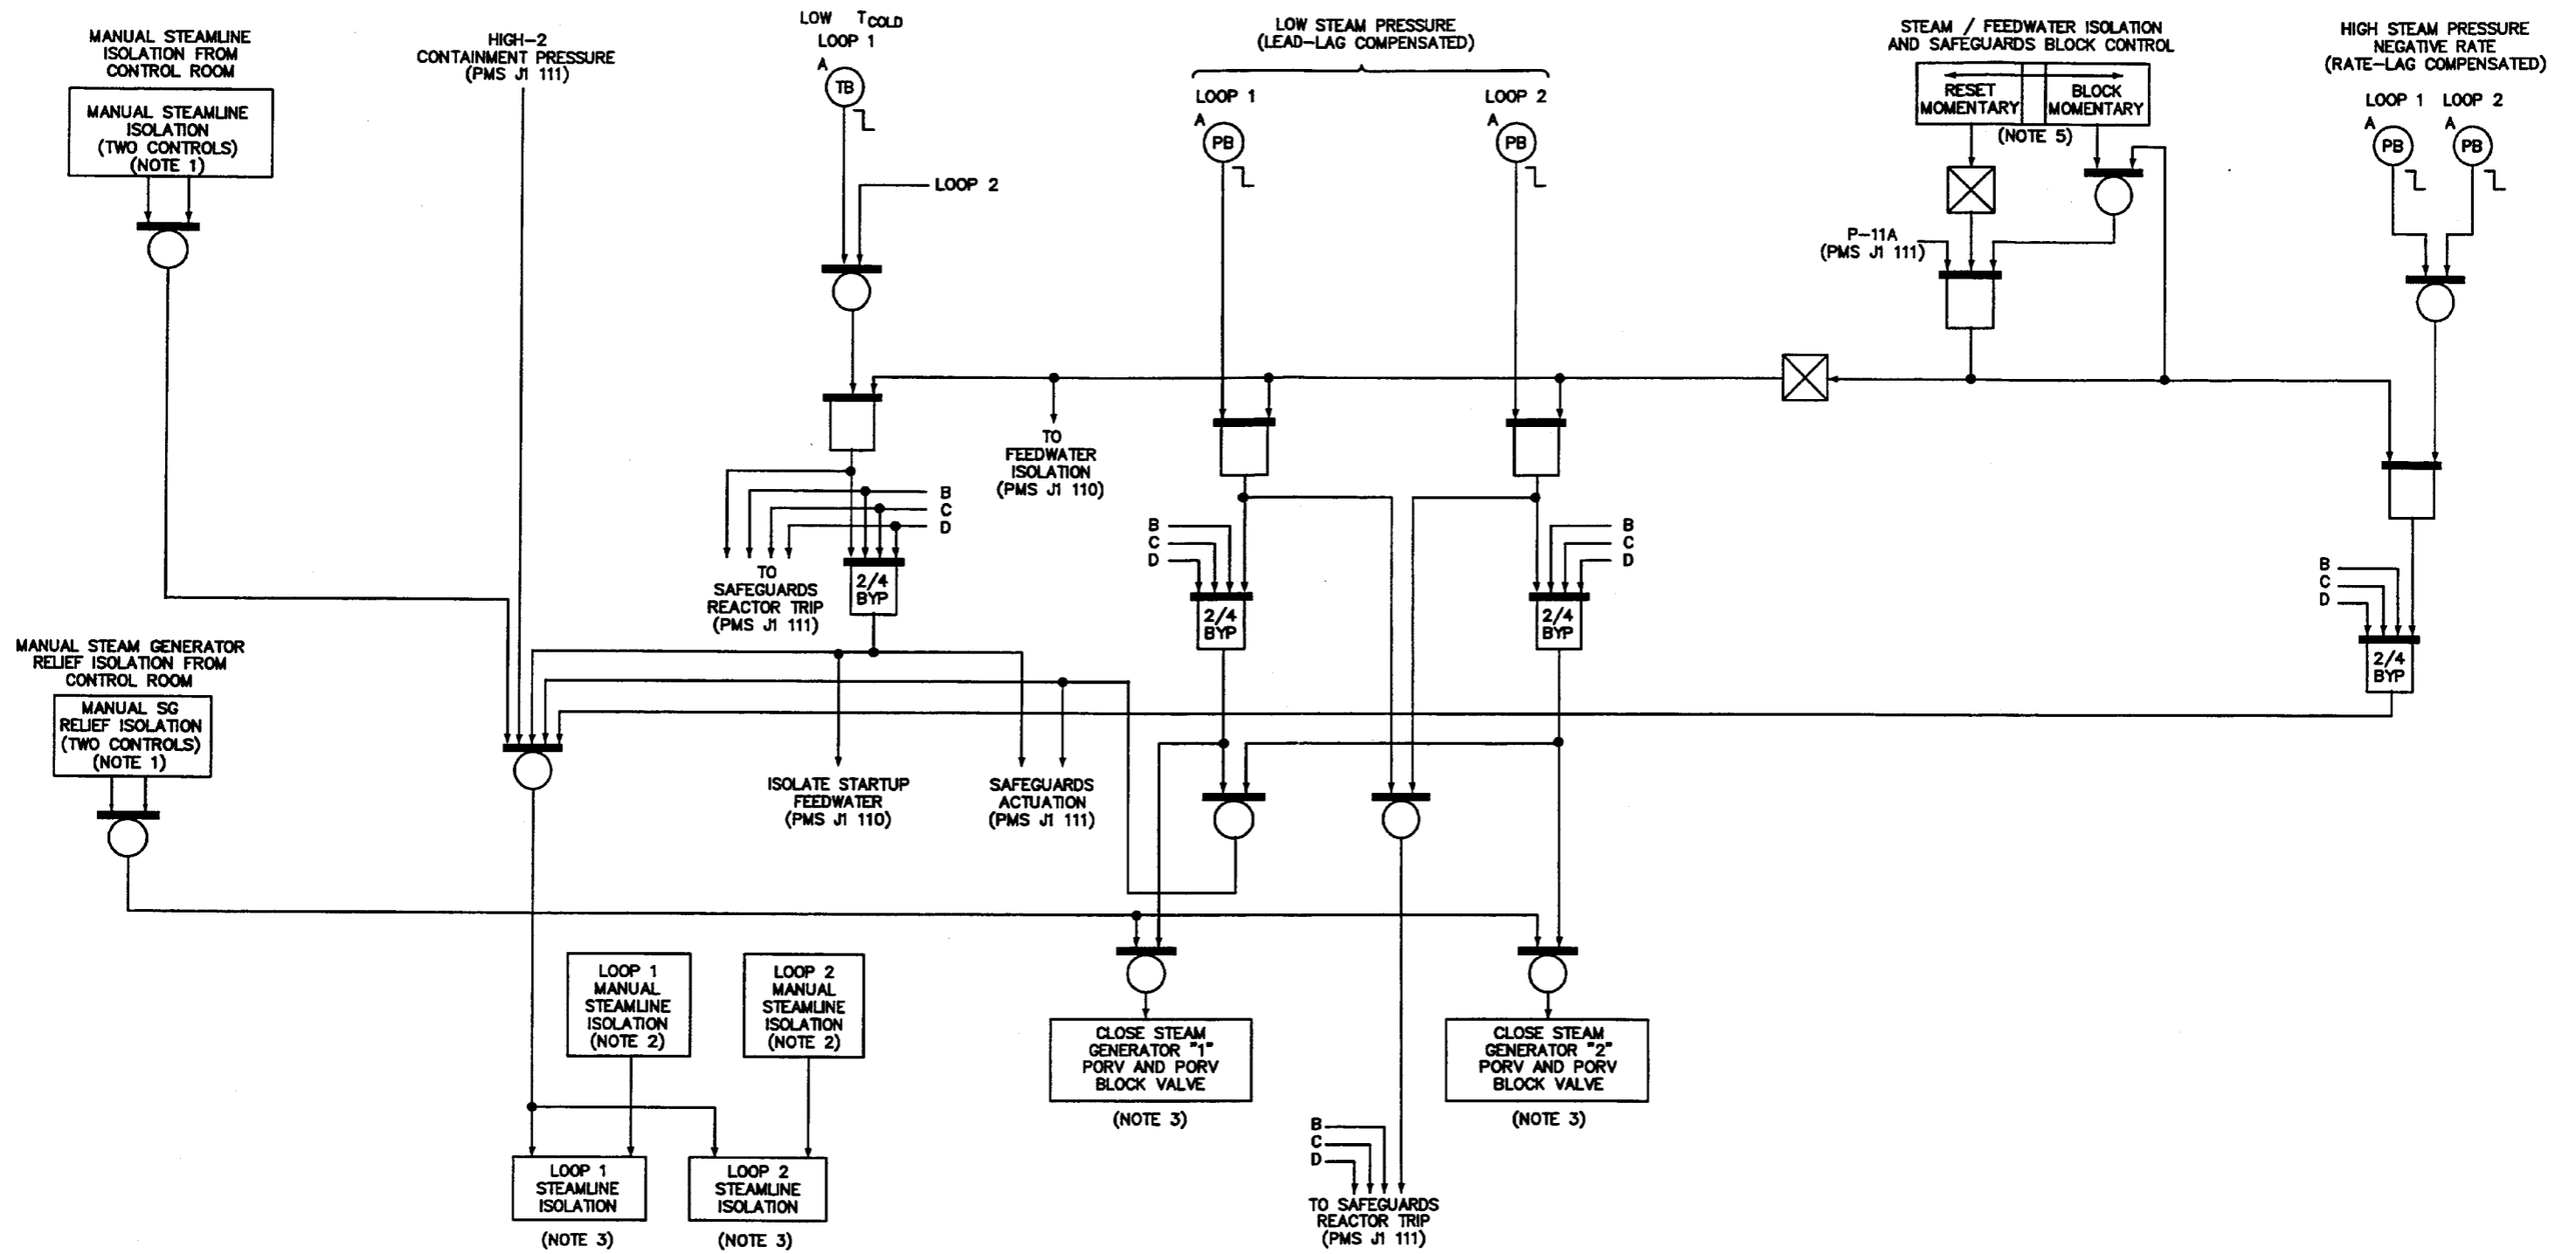 MANUAL STEAMLINE
ISOLATION FROM
CONTROL ROOM
MANUAL STEAMLINE
ISOLATION
(TWO CONTROLS)
(NOTE 1)
HIGH-2
CONTAINMENT PRESSURE
(PMS J1 111)
LOW TCOLD
LOOP 1
A
TB
LOOP 2
LOW STEAM PRESSURE
(LEAD-LAG COMPENSATED)
LOOP 1
A
PB
LOOP 2
A
PB
STEAM / FEEDWATER ISOLATION
AND SAFEGUARDS BLOCK CONTROL
RESET
MOMENTARY
BLOCK
MOMENTARY
(NOTE 5)
P-11A
(PMS J1 111)
HIGH STEAM PRESSURE
NEGATIVE RATE
(RATE-LAG COMPENSATED)
LOOP 1 LOOP 2
A
PB
A
PB
TO
FEEDWATER
ISOLATION
(PMS J1 110)
B
C
D
TO
SAFEGUARDS
REACTOR TRIP
(PMS J1 111)
2/4
BYP
B
C
D
2/4
BYP
B
C
D
2/4
BYP
B
C
D
2/4
BYP
MANUAL STEAM GENERATOR
RELIEF ISOLATION FROM
CONTROL ROOM
MANUAL SG
RELIEF ISOLATION
(TWO CONTROLS)
(NOTE 1)
ISOLATE STARTUP
FEEDWATER
(PMS J1 110)
SAFEGUARDS
ACTUATION
(PMS J1 111)
LOOP 1
MANUAL
STEAMLINE
ISOLATION
(NOTE 2)
LOOP 2
MANUAL
STEAMLINE
ISOLATION
(NOTE 2)
CLOSE STEAM
GENERATOR "1"
PORV AND PORV
BLOCK VALVE
(NOTE 3)
CLOSE STEAM
GENERATOR "2"
PORV AND PORV
BLOCK VALVE
(NOTE 3)
B
C
D
TO SAFEGUARDS
REACTOR TRIP
(PMS J1 111)
LOOP 1
STEAMLINE
ISOLATION
(NOTE 3)
LOOP 2
STEAMLINE
ISOLATION
(NOTE 3)